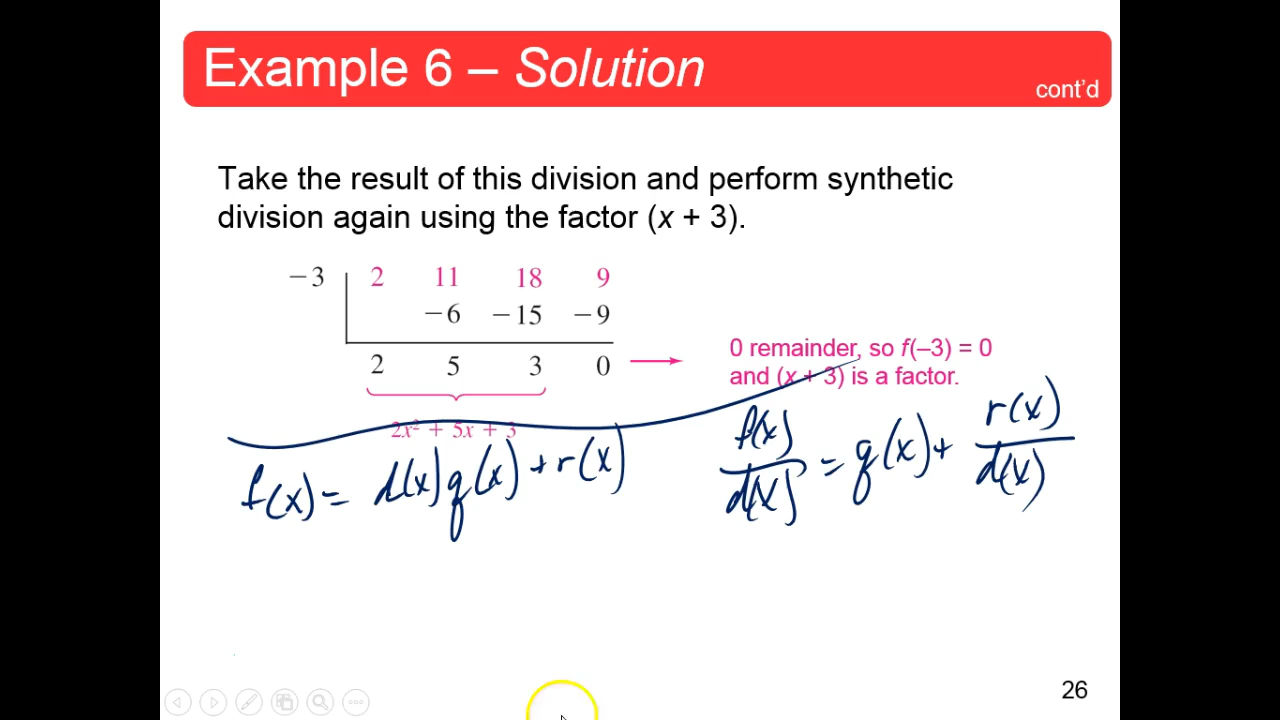 Example 6 – Solution
cont'd
Take the result of this division and perform synthetic
division again using the factor (x + 3).
−3 2 11 18 9
−6 −15 −9
2 5 3 0
0 remainder, so f(–3) = 0
and (x + 3) is a factor.
2x² + 5x + 3
f(x) = d(x) q(x) + r(x)
f(x)/d(x) = q(x) + r(x)/d(x)
26